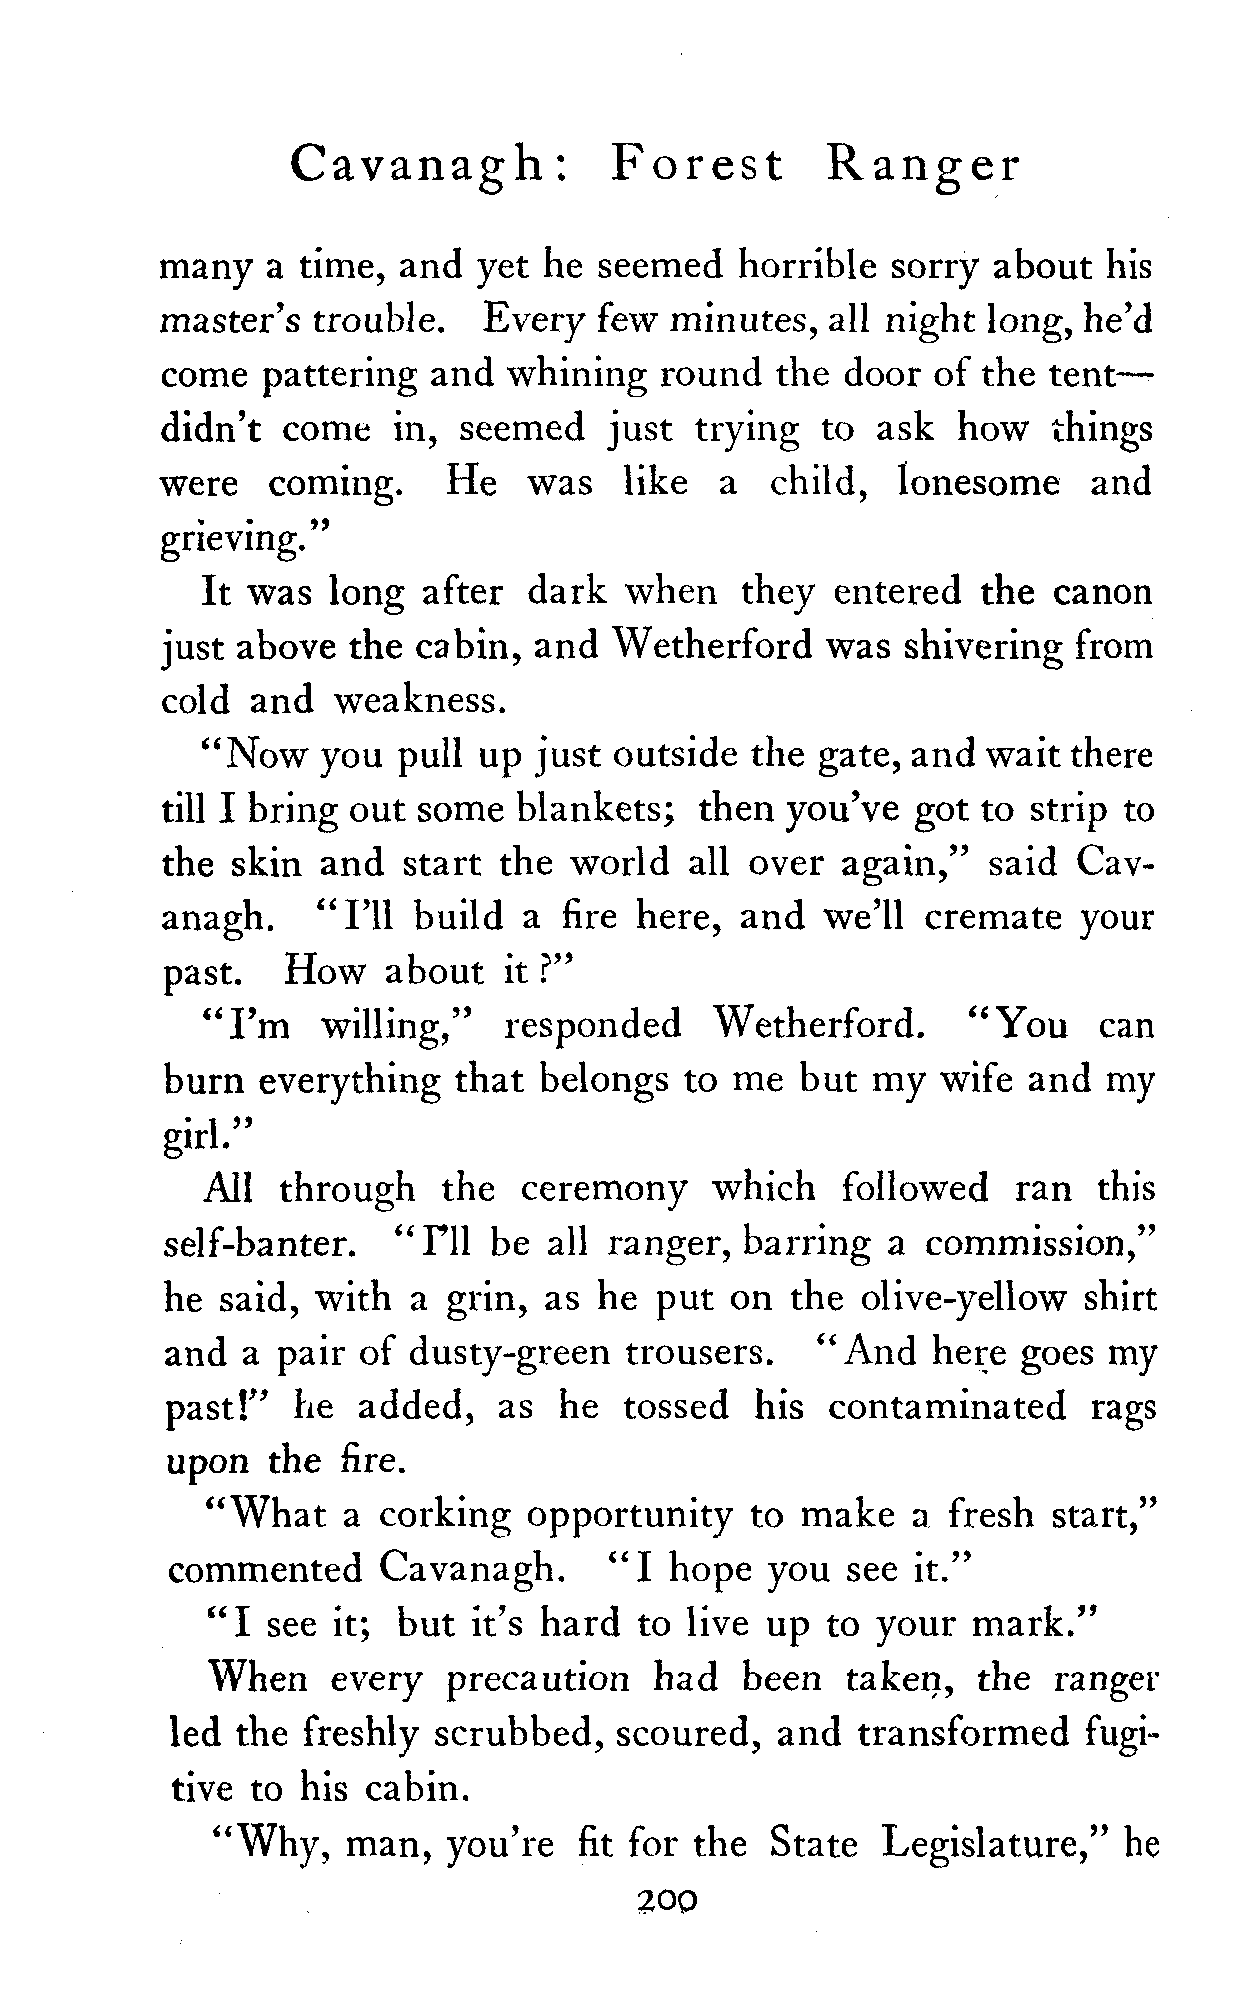 Cavanagh: Forest Ranger
many a time, and yet he seemed horrible sorry about his
master's trouble. Every few minutes, all night long, he'd
come pattering and whining round the door of the tent—
didn't come in, seemed just trying to ask how things
were coming. He was like a child, lonesome and
grieving."
It was long after dark when they entered the canon
just above the cabin, and Wetherford was shivering from
cold and weakness.
"Now you pull up just outside the gate, and wait there
till I bring out some blankets; then you've got to strip to
the skin and start the world all over again," said Cav-
anagh. "I'll build a fire here, and we'll cremate your
past. How about it?"
"I'm willing," responded Wetherford. "You can
burn everything that belongs to me but my wife and my
girl."
All through the ceremony which followed ran this
self-banter. "I'll be all ranger, barring a commission,"
he said, with a grin, as he put on the olive-yellow shirt
and a pair of dusty-green trousers. "And here goes my
past!" he added, as he tossed his contaminated rags
upon the fire.
"What a corking opportunity to make a fresh start,"
commented Cavanagh. "I hope you see it."
"I see it; but it's hard to live up to your mark."
When every precaution had been taken, the ranger
led the freshly scrubbed, scoured, and transformed fugi-
tive to his cabin.
"Why, man, you're fit for the State Legislature," he
200